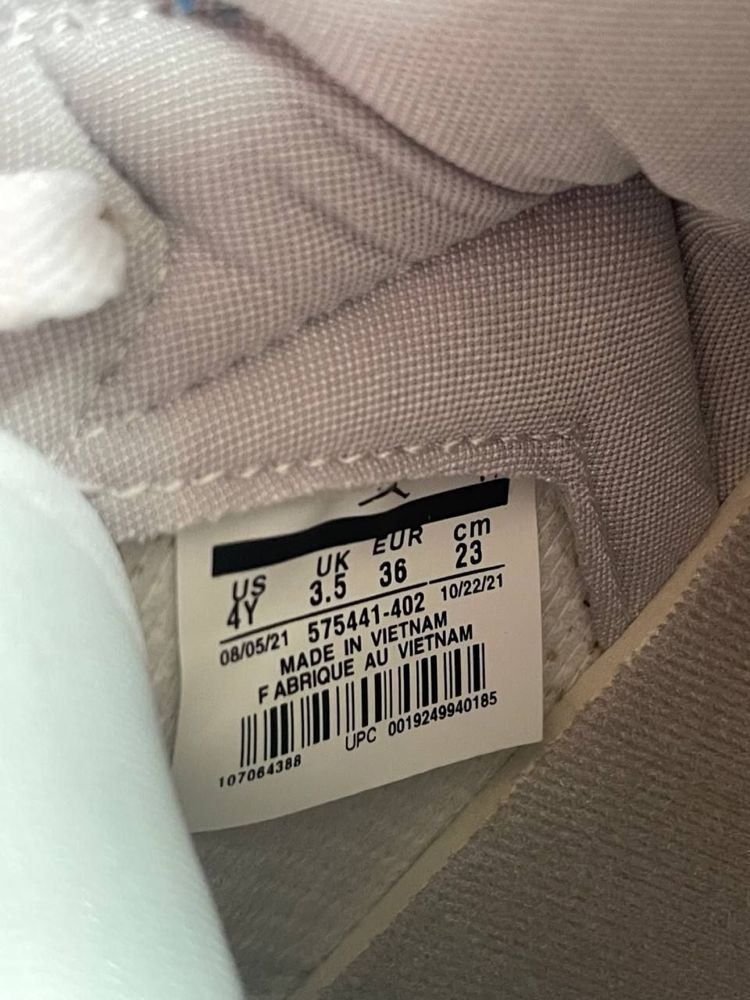 US UK EUR cm
4Y 3.5 36 23
08/05/21 575441-402 10/22/21
MADE IN VIETNAM
FABRIQUE AU VIETNAM
107064388 UPC 0019249940185